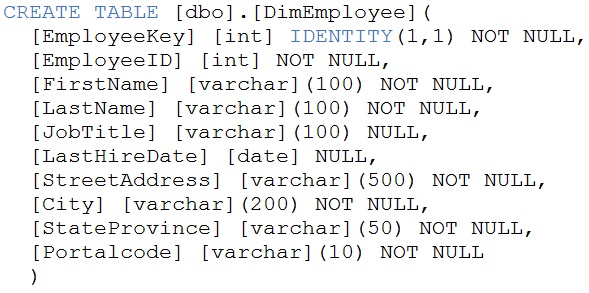 CREATE TABLE [dbo].[DimEmployee](
[EmployeeKey] [int] IDENTITY(1,1) NOT NULL,
[EmployeeID] [int] NOT NULL,
[FirstName] [varchar](100) NOT NULL,
[LastName] [varchar](100) NOT NULL,
[JobTitle] [varchar](100) NULL,
[LastHireDate] [date] NULL,
[StreetAddress] [varchar](500) NOT NULL,
[City] [varchar](200) NOT NULL,
[StateProvince] [varchar](50) NOT NULL,
[Portalcode] [varchar](10) NOT NULL
)